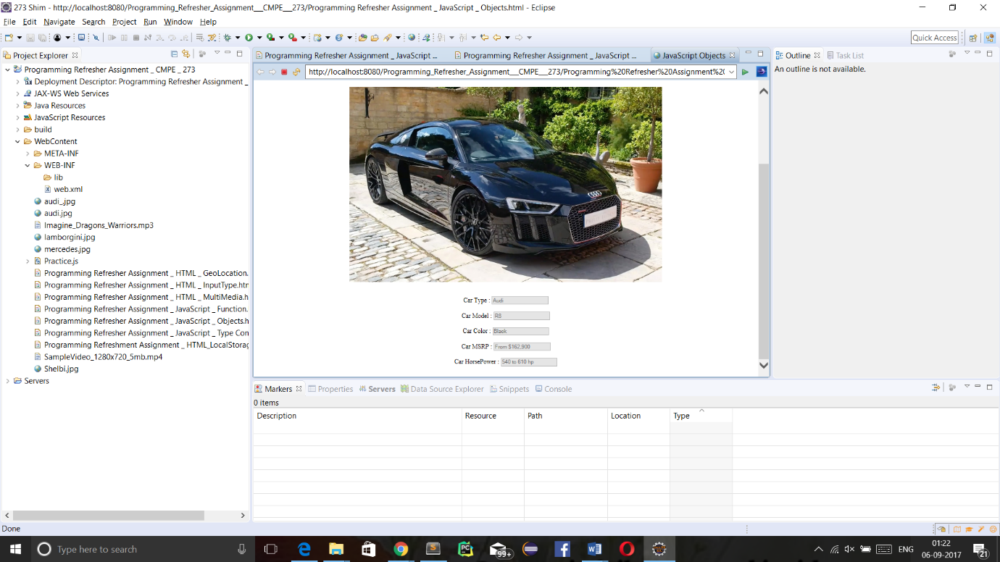 273 Shim - http://localhost:8080/Programming_Refresher_Assignment___CMPE___273/Programming Refresher Assignment _ JavaScript _ Objects.html - Eclipse
File Edit Navigate Search Project Run Window Help
Quick Access
Project Explorer
Programming Refresher Assignment _ CMPE _ 273
Deployment Descriptor: Programming Refresher Assignment _
JAX-WS Web Services
Java Resources
JavaScript Resources
build
WebContent
META-INF
WEB-INF
lib
web.xml
audi_.jpg
audi.jpg
Imagine_Dragons_Warriors.mp3
lamborgini.jpg
mercedes.jpg
Practice.js
Programming Refresher Assignment _ HTML _ GeoLocation.
Programming Refresher Assignment _ HTML _ InputType.htm
Programming Refresher Assignment _ HTML _ MultiMedia.h
Programming Refresher Assignment _ JavaScript _ Function.
Programming Refresher Assignment _ JavaScript _ Objects.h
Programming Refresher Assignment _ JavaScript _ Type Con
Programming Refreshment Assignment _ HTML_LocalStorag
SampleVideo_1280x720_5mb.mp4
Shelbi.jpg
Servers
Programming Refresher Assignment _ JavaScript ... Programming Refresher Assignment _ JavaScript ... JavaScript Objects
http://localhost:8080/Programming_Refresher_Assignment___CMPE___273/Programming%20Refresher%20Assignment%20
Car Type : Audi
Car Model : R8
Car Color : Black
Car MSRP : From $162,900
Car HorsePower : 540 to 610 hp
Outline Task List
An outline is not available.
Markers Properties Servers Data Source Explorer Snippets Console
0 items
Description Resource Path Location Type
Done
Type here to search
99+
ENG
01:22
06-09-2017
21